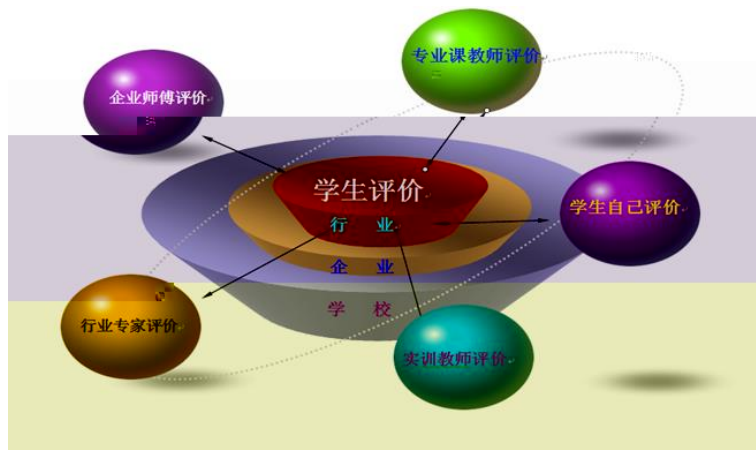 专业课教师评价
企业师傅评价
学生评价
学生自己评价
行 业
企 业
学 校
行业专家评价
实训教师评价